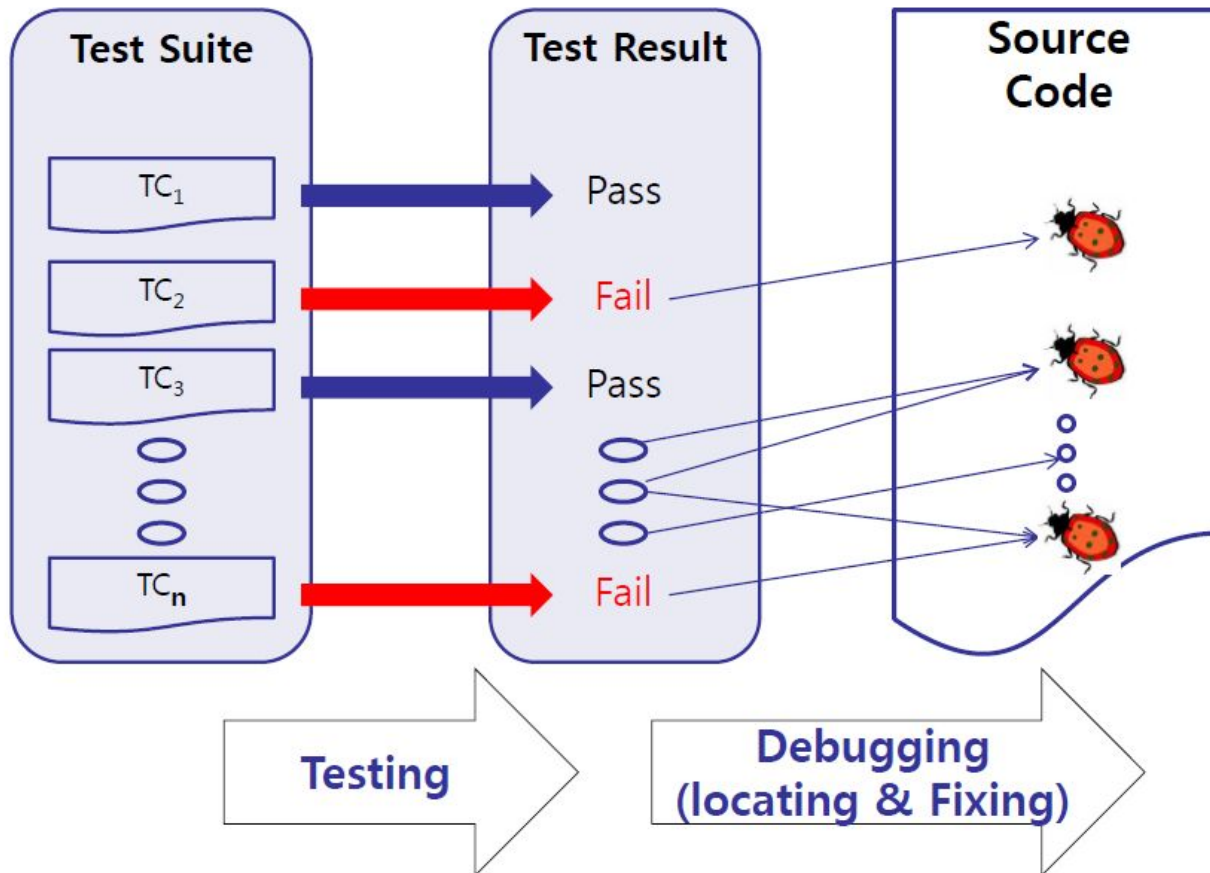 Test Suite
Test Result
Source
Code
TC₁
Pass
TC₂
Fail
TC₃
Pass
TCₙ
Fail
Testing
Debugging
(locating & Fixing)